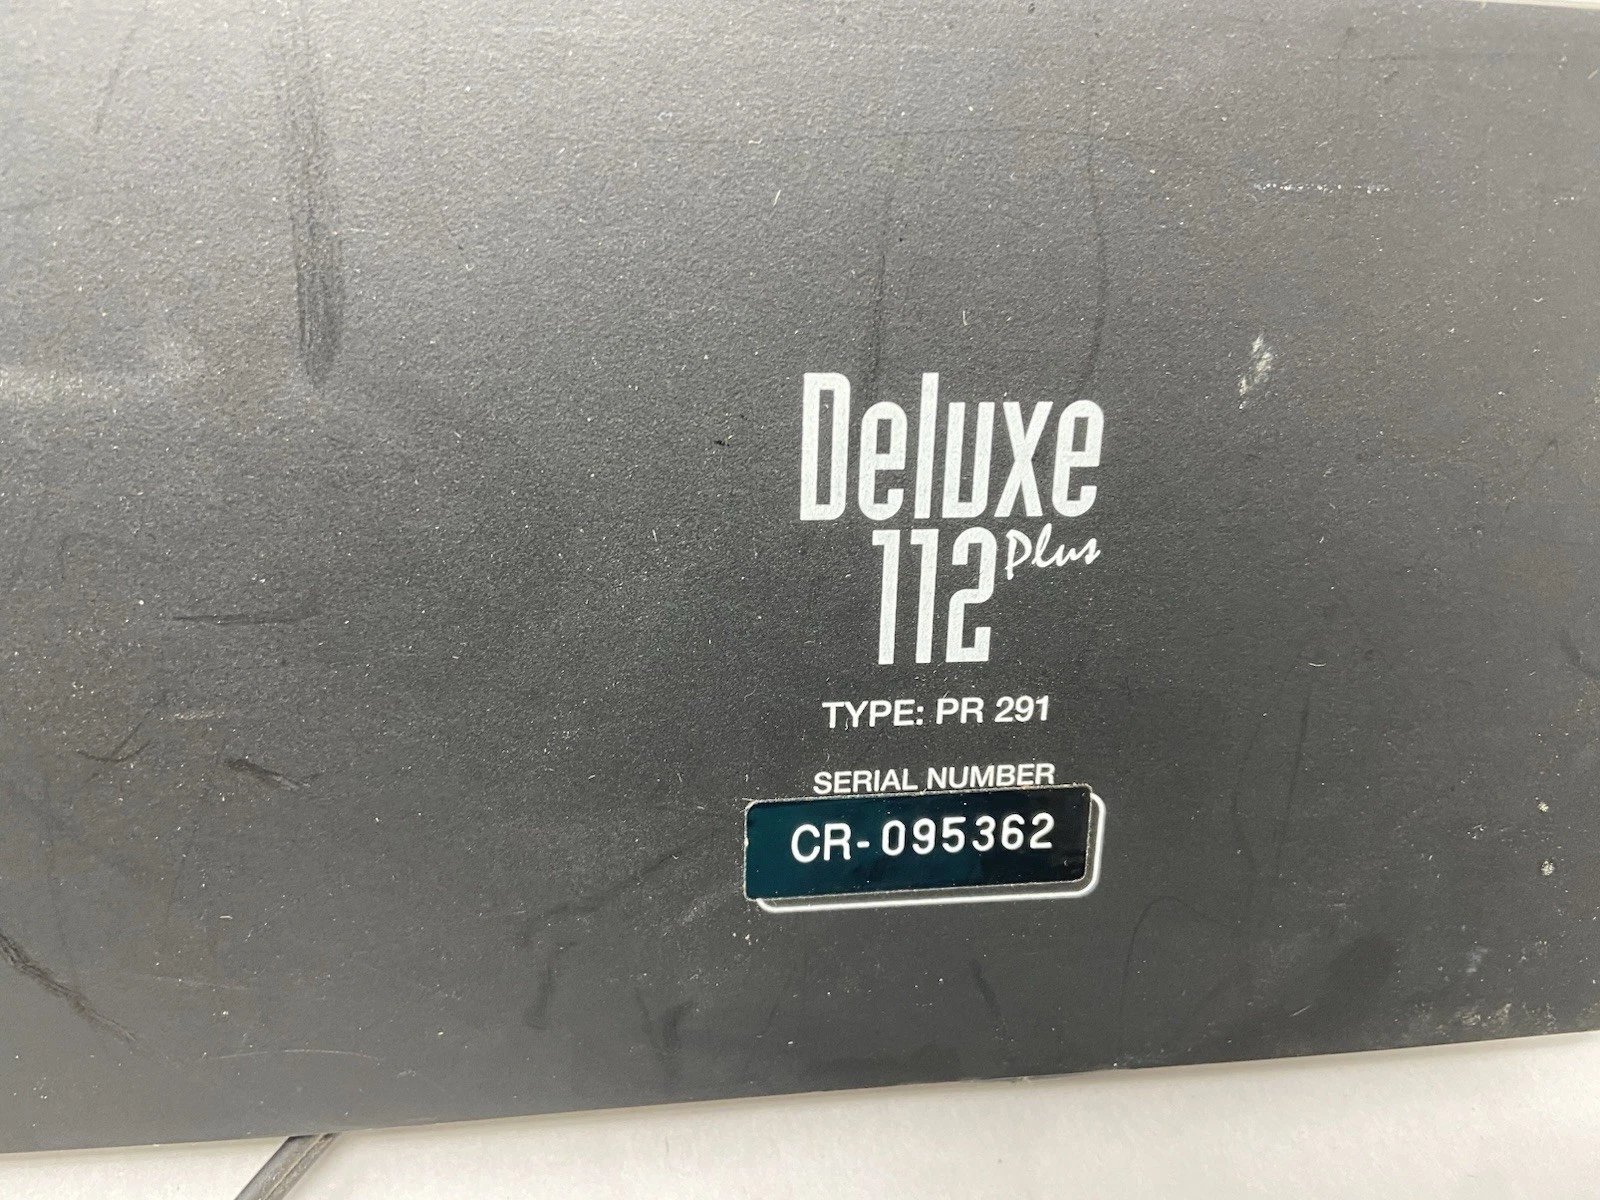 Deluxe
112 Plus
TYPE: PR 291
SERIAL NUMBER
CR-095362